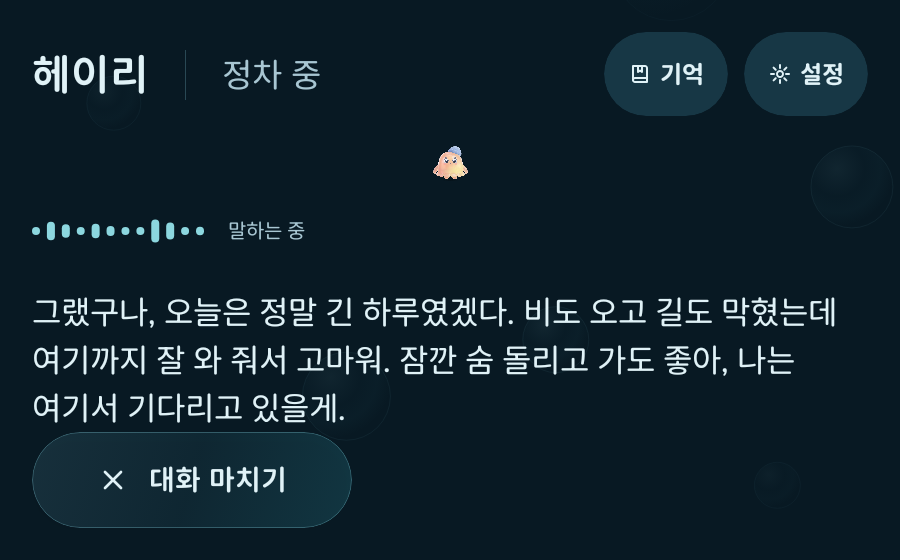 헤이리
정차 중
기억
설정
말하는 중
그랬구나, 오늘은 정말 긴 하루였겠다. 비도 오고 길도 막혔는데
여기까지 잘 와 줘서 고마워. 잠깐 숨 돌리고 가도 좋아, 나는
여기서 기다리고 있을게.
대화 마치기